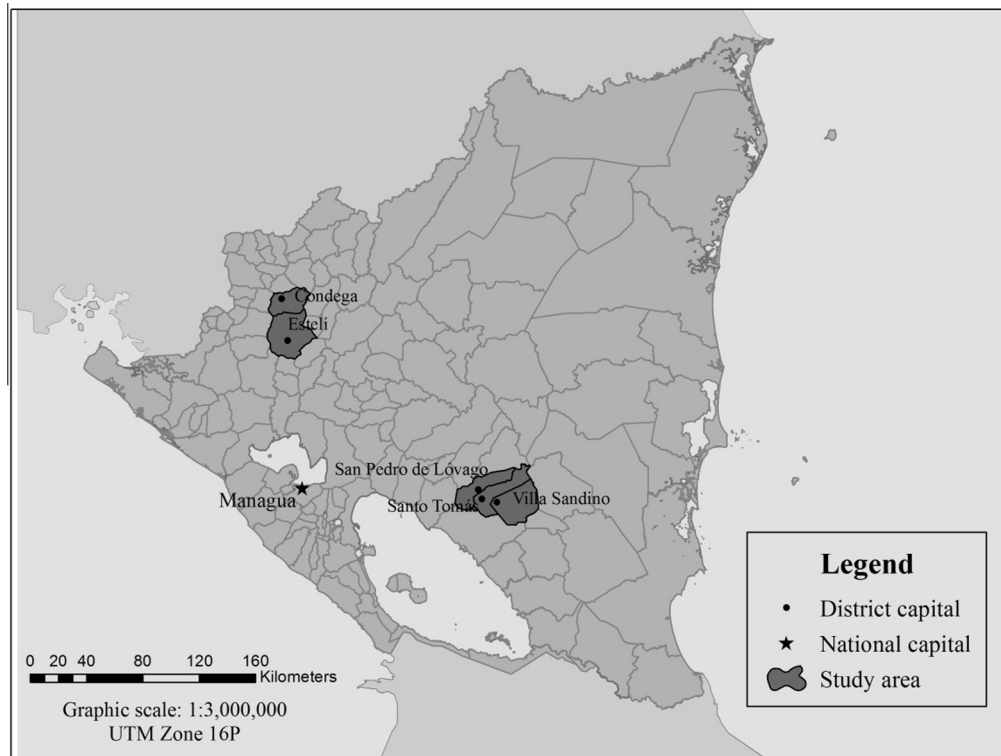 Condega
Estelí
San Pedro de Lóvago
Santo Tomás
Villa Sandino
Managua
Legend
District capital
National capital
Study area
0 20 40 80 120 160
Kilometers
Graphic scale: 1:3,000,000
UTM Zone 16P